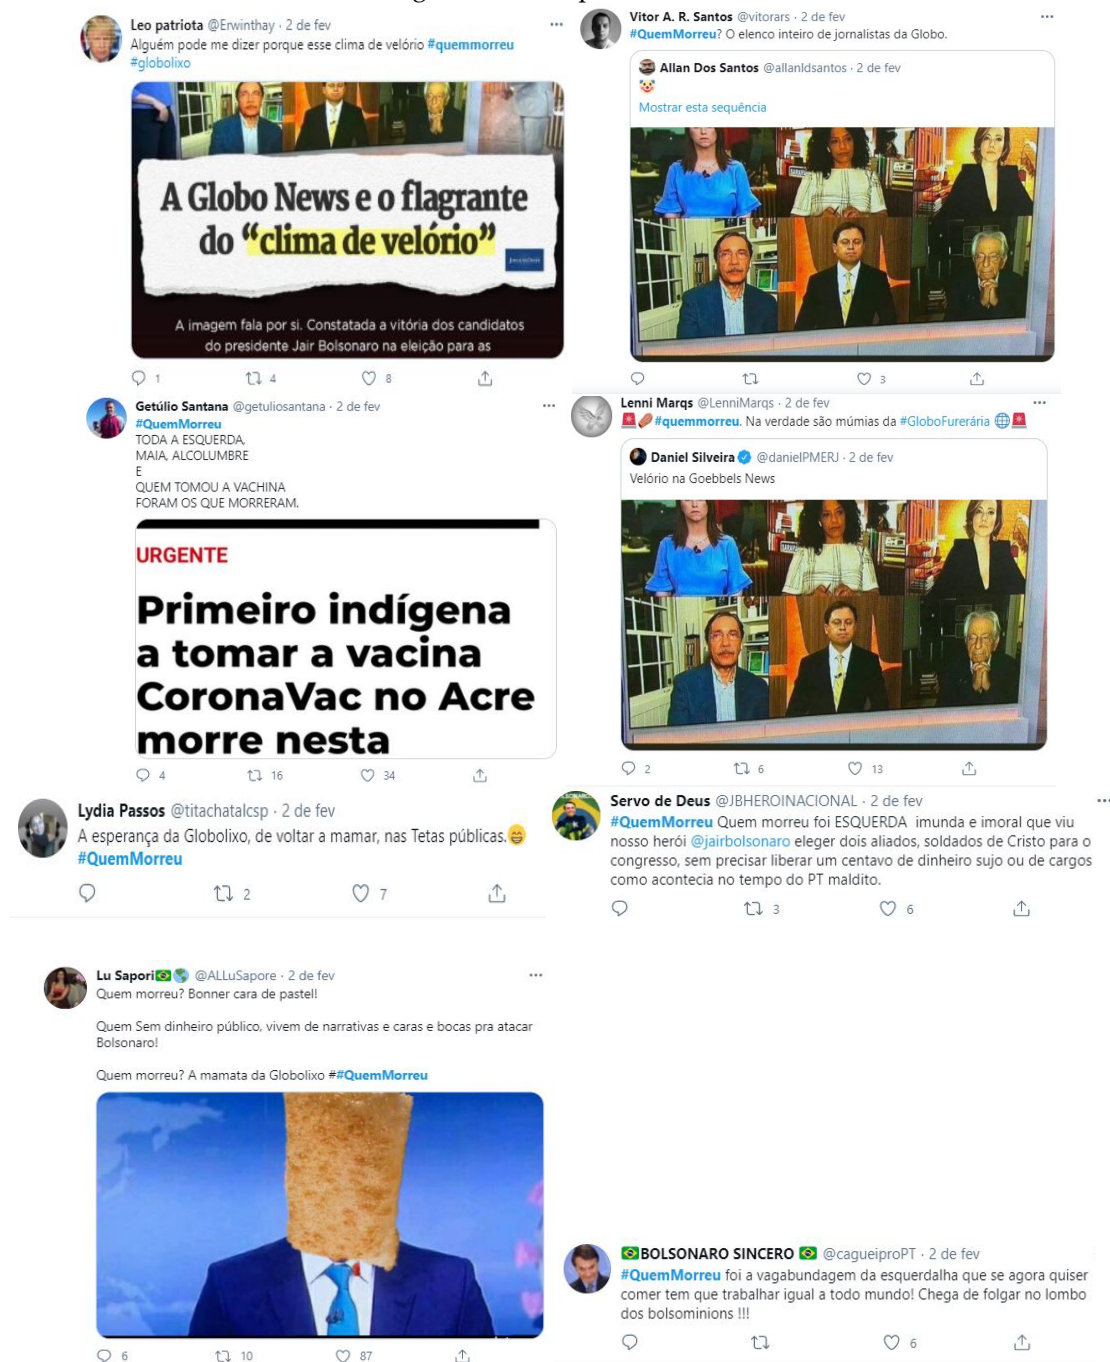 Leo patriota @Erwinthay · 2 de fev
Alguém pode me dizer porque esse clima de velório #quemmorreu
#globolixo
A Globo News e o flagrante
do “clima de velório”
A imagem fala por si. Constatada a vitória dos candidatos
do presidente Jair Bolsonaro na eleição para as
1 4 8
Vitor A. R. Santos @vitorars · 2 de fev
#QuemMorreu? O elenco inteiro de jornalistas da Globo.
Allan Dos Santos @allanldsantos · 2 de fev
🤡
Mostrar esta sequência
3
Getúlio Santana @getuliosantana · 2 de fev
#QuemMorreu
TODA A ESQUERDA,
MAIA, ALCOLUMBRE
E
QUEM TOMOU A VACHINA
FORAM OS QUE MORRERAM.
URGENTE
Primeiro indígena
a tomar a vacina
CoronaVac no Acre
morre nesta
4 16 34
Lenni Marqs @LenniMarqs · 2 de fev
🚨⚰️#quemmorreu. Na verdade são múmias da #GloboFurerária 🌐🚨
Daniel Silveira @danielPMERJ · 2 de fev
Velório na Goebbels News
2 6 13
Lydia Passos @titachatalcsp · 2 de fev
A esperança da Globolixo, de voltar a mamar, nas Tetas públicas.😁
#QuemMorreu
2 7
Servo de Deus @JBHEROINACIONAL · 2 de fev
#QuemMorreu Quem morreu foi ESQUERDA imunda e imoral que viu
nosso herói @jairbolsonaro eleger dois aliados, soldados de Cristo para o
congresso, sem precisar liberar um centavo de dinheiro sujo ou de cargos
como acontecia no tempo do PT maldito.
3 6
Lu Sapori🇧🇷🌎 @ALLuSapore · 2 de fev
Quem morreu? Bonner cara de pastel!
Quem Sem dinheiro público, vivem de narrativas e caras e bocas pra atacar
Bolsonaro!
Quem morreu? A mamata da Globolixo ##QuemMorreu
6 10 87
🇧🇷BOLSONARO SINCERO 🇧🇷 @cagueiproPT · 2 de fev
#QuemMorreu foi a vagabundagem da esquerdalha que se agora quiser
comer tem que trabalhar igual a todo mundo! Chega de folgar no lombo
dos bolsominions !!!
6